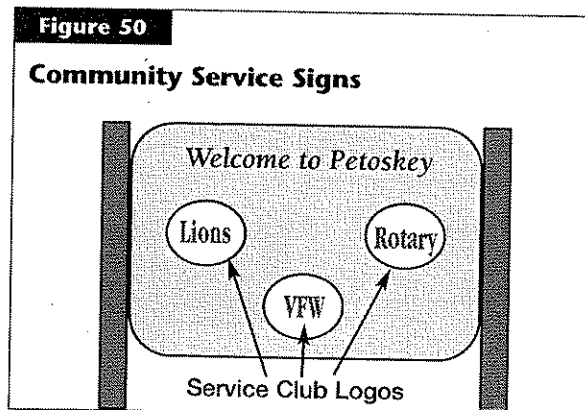 Figure 50
Community Service Signs
Welcome to Petoskey
Lions
Rotary
VFW
Service Club Logos